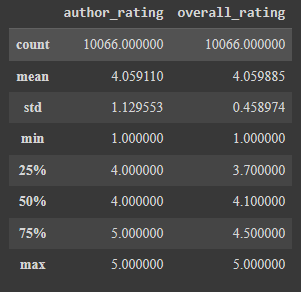 author_rating overall_rating
count 10066.000000 10066.000000
mean 4.059110 4.059885
std 1.129553 0.458974
min 1.000000 1.000000
25% 4.000000 3.700000
50% 4.000000 4.100000
75% 5.000000 4.500000
max 5.000000 5.000000